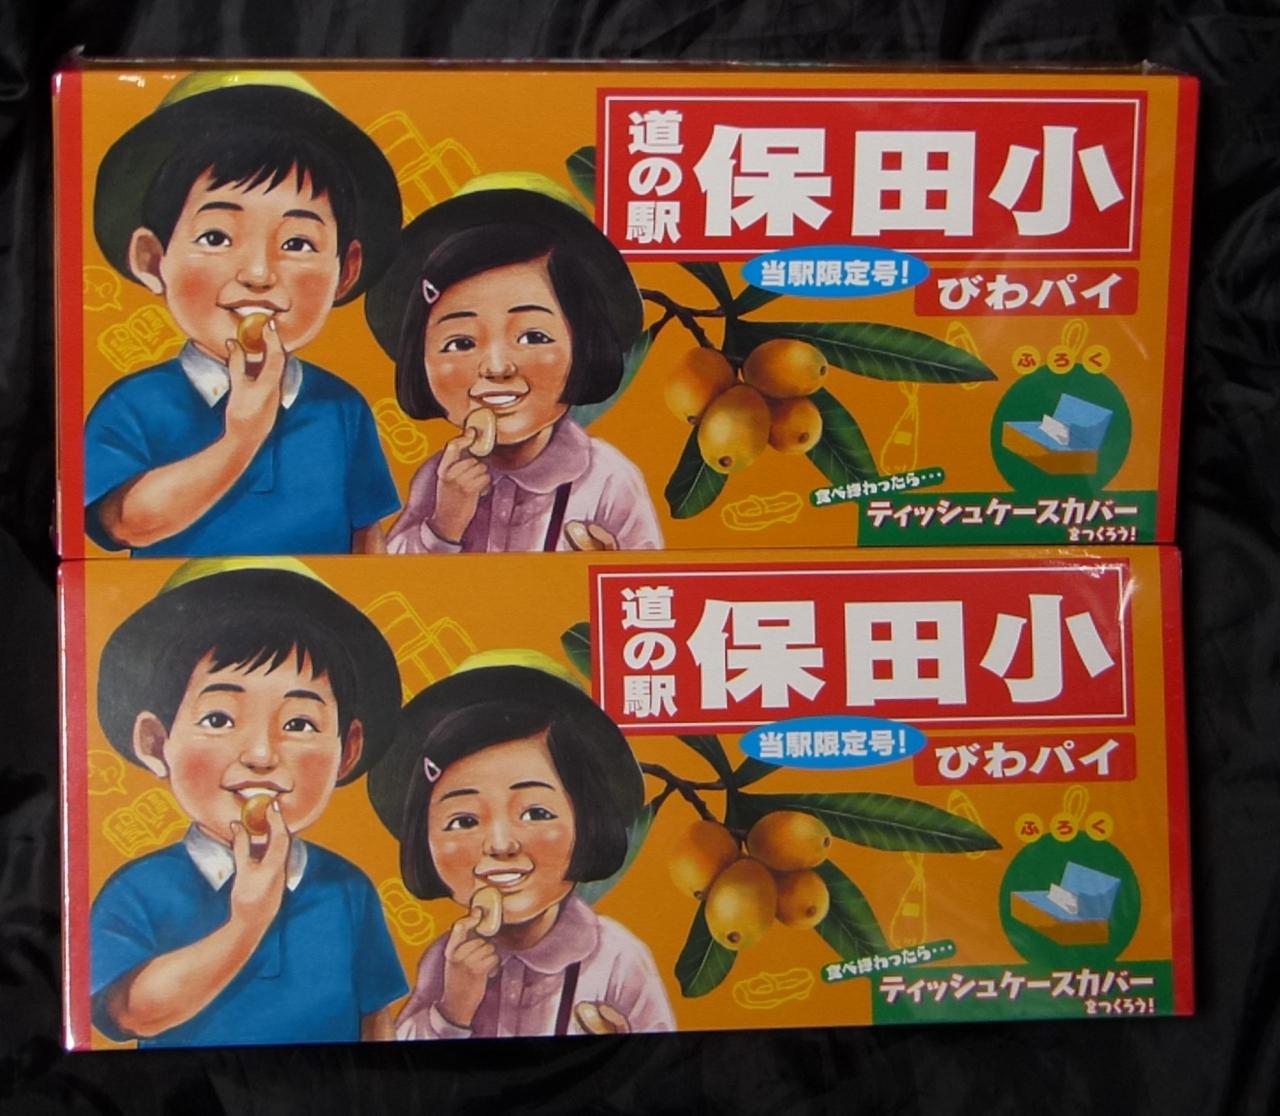 道の駅
保田小
当駅限定号!
びわパイ
ふろく
食べ終わったら…
ティッシュケースカバー
をつくろう!
道の駅
保田小
当駅限定号!
びわパイ
ふろく
食べ終わったら…
ティッシュケースカバー
をつくろう!